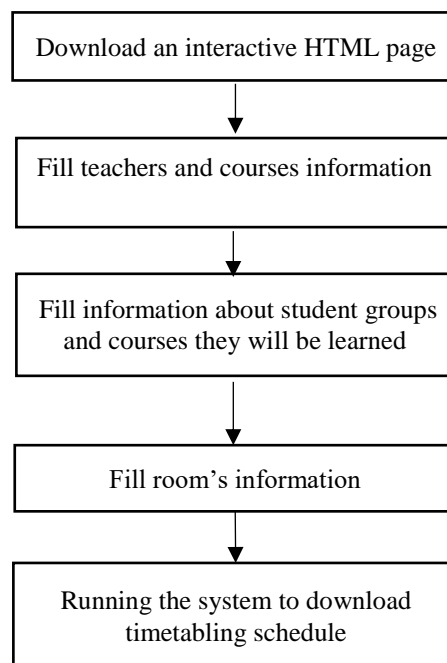 Download an interactive HTML page
Fill teachers and courses information
Fill information about student groups
and courses they will be learned
Fill room’s information
Running the system to download
timetabling schedule